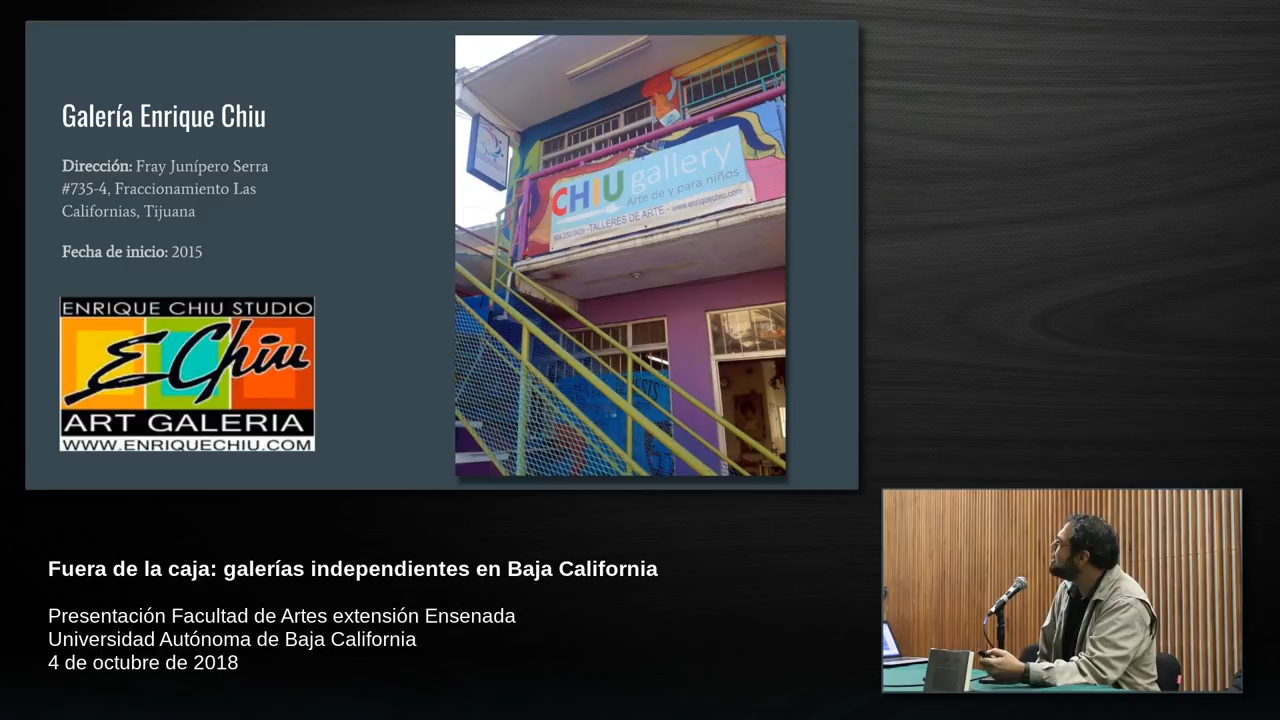 Galería Enrique Chiu
Dirección: Fray Junípero Serra
#735-4, Fraccionamiento Las
Californias, Tijuana
Fecha de inicio: 2015
ENRIQUE CHIU STUDIO
E Chiu
ART GALERIA
WWW.ENRIQUECHIU.COM
CHIU gallery
Arte de y para niños
-TALLERES DE ARTE - www.enriquechiu.com
Fuera de la caja: galerías independientes en Baja California
Presentación Facultad de Artes extensión Ensenada
Universidad Autónoma de Baja California
4 de octubre de 2018